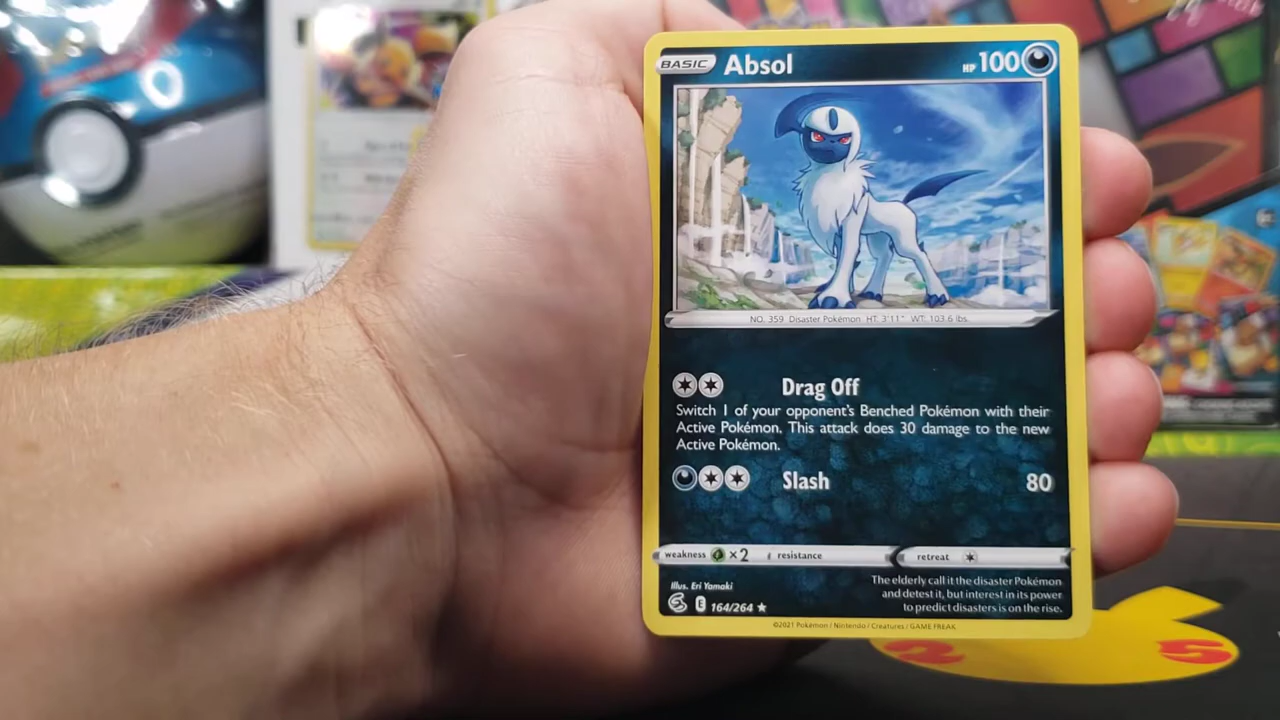 BASIC Absol HP 100
NO. 359 Disaster Pokémon HT: 3'11" WT: 103.6 lbs.
Drag Off
Switch 1 of your opponent's Benched Pokémon with their
Active Pokémon. This attack does 30 damage to the new
Active Pokémon.
Slash 80
weakness ×2 resistance retreat
Illus. Eri Yamaki
The elderly call it the disaster Pokémon
and detest it, but interest in its power
to predict disasters is on the rise.
E 164/264 ★
©2021 Pokémon / Nintendo / Creatures / GAME FREAK
2 5